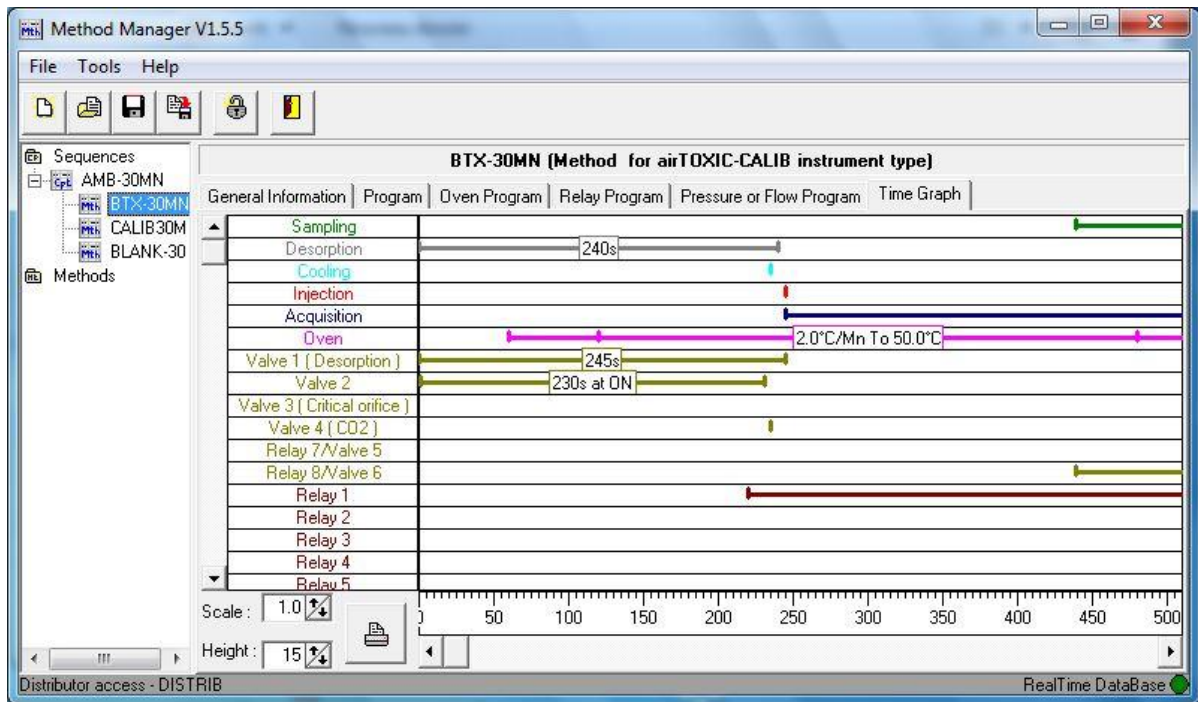 Method Manager V1.5.5
File Tools Help
Sequences
AMB-30MN
BTX-30MN
CALIB30M
BLANK-30
Methods
BTX-30MN (Method for airTOXIC-CALIB instrument type)
General Information Program Oven Program Relay Program Pressure or Flow Program Time Graph
Sampling
Desorption 240s
Cooling
Injection
Acquisition
Oven 2.0°C/Mn To 50.0°C
Valve 1 ( Desorption ) 245s
Valve 2 230s at ON
Valve 3 ( Critical orifice )
Valve 4 ( CO2 )
Relay 7/Valve 5
Relay 8/Valve 6
Relay 1
Relay 2
Relay 3
Relay 4
Relay 5
Scale : 1.0
0 50 100 150 200 250 300 350 400 450 500
Height : 15
Distributor access - DISTRIB RealTime DataBase